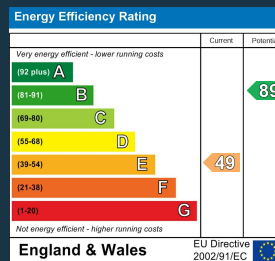 Energy Efficiency Rating
Current
Very energy efficient - lower running costs
(92 plus) A
(81-91) B
89
(69-80) C
(55-68) D
(39-54) E
49
(21-38) F
(1-20) G
Not energy efficient - higher running costs
England & Wales
EU Directive
2002/91/EC